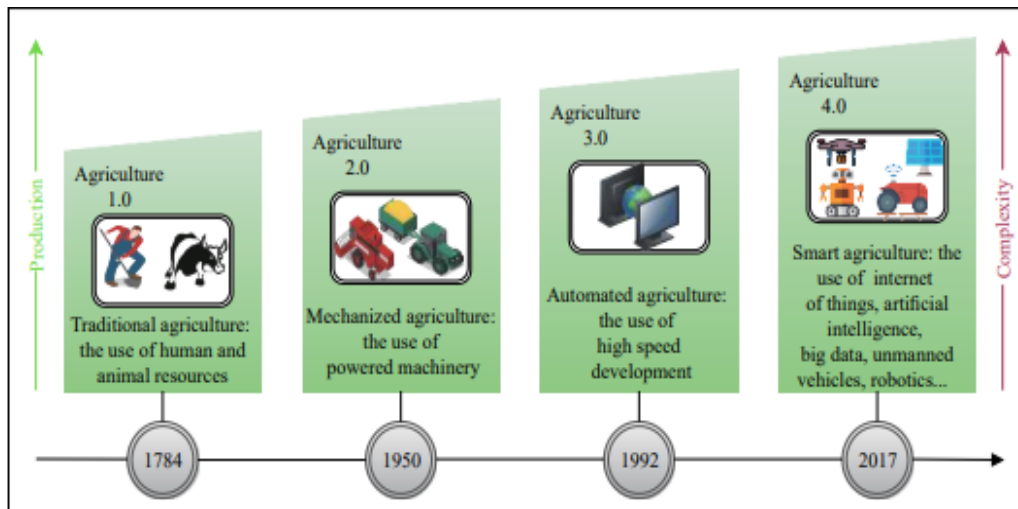 Production
Agriculture
1.0
Traditional agriculture:
the use of human and
animal resources
Agriculture
2.0
Mechanized agriculture:
the use of
powered machinery
Agriculture
3.0
Automated agriculture:
the use of
high speed
development
Agriculture
4.0
Smart agriculture: the
use of internet
of things, artificial
intelligence,
big data, unmanned
vehicles, robotics...
Complexity
1784
1950
1992
2017